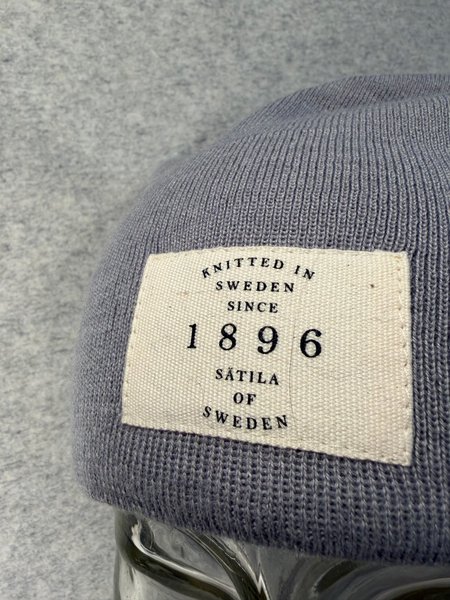 KNITTED IN
SWEDEN
SINCE
1896
SÄTILA
OF
SWEDEN